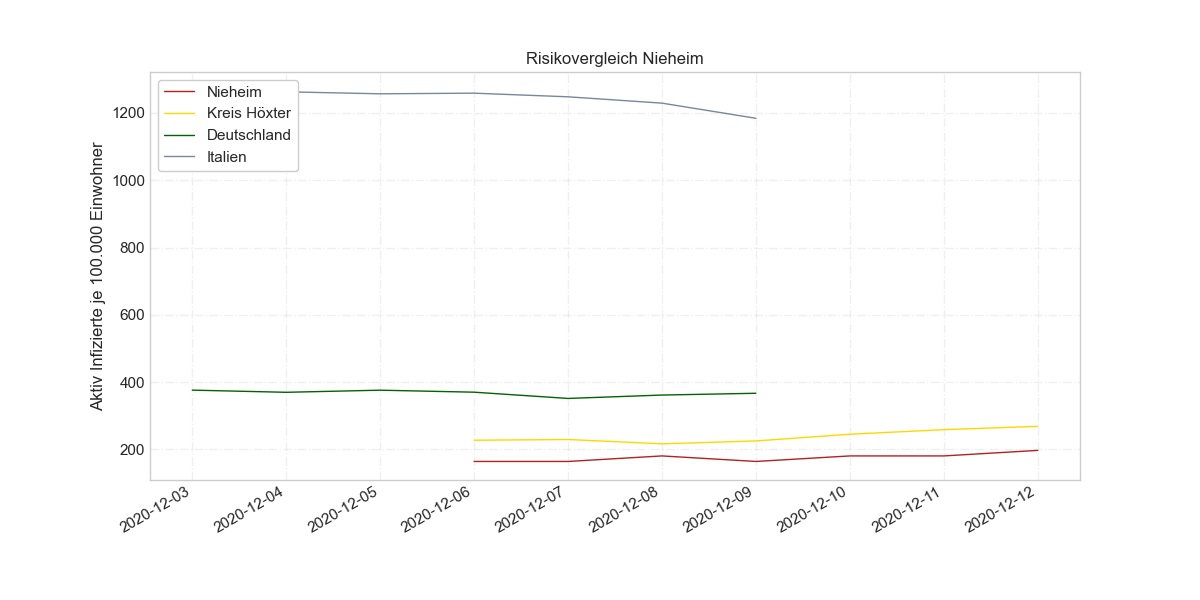 Risikovergleich Nieheim
Nieheim
Kreis Höxter
Deutschland
Italien
Aktiv Infizierte je 100.000 Einwohner
1200
1000
800
600
400
200
2020-12-03
2020-12-04
2020-12-05
2020-12-06
2020-12-07
2020-12-08
2020-12-09
2020-12-10
2020-12-11
2020-12-12